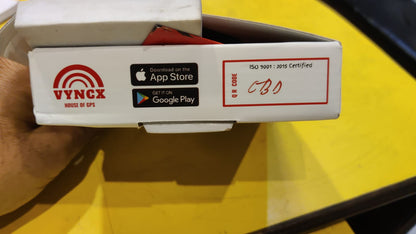 VYNCX
HOUSE OF GPS
Download on the
App Store
GET IT ON
Google Play
ISO 9001 : 2015 Certified
QR CODE
CBD